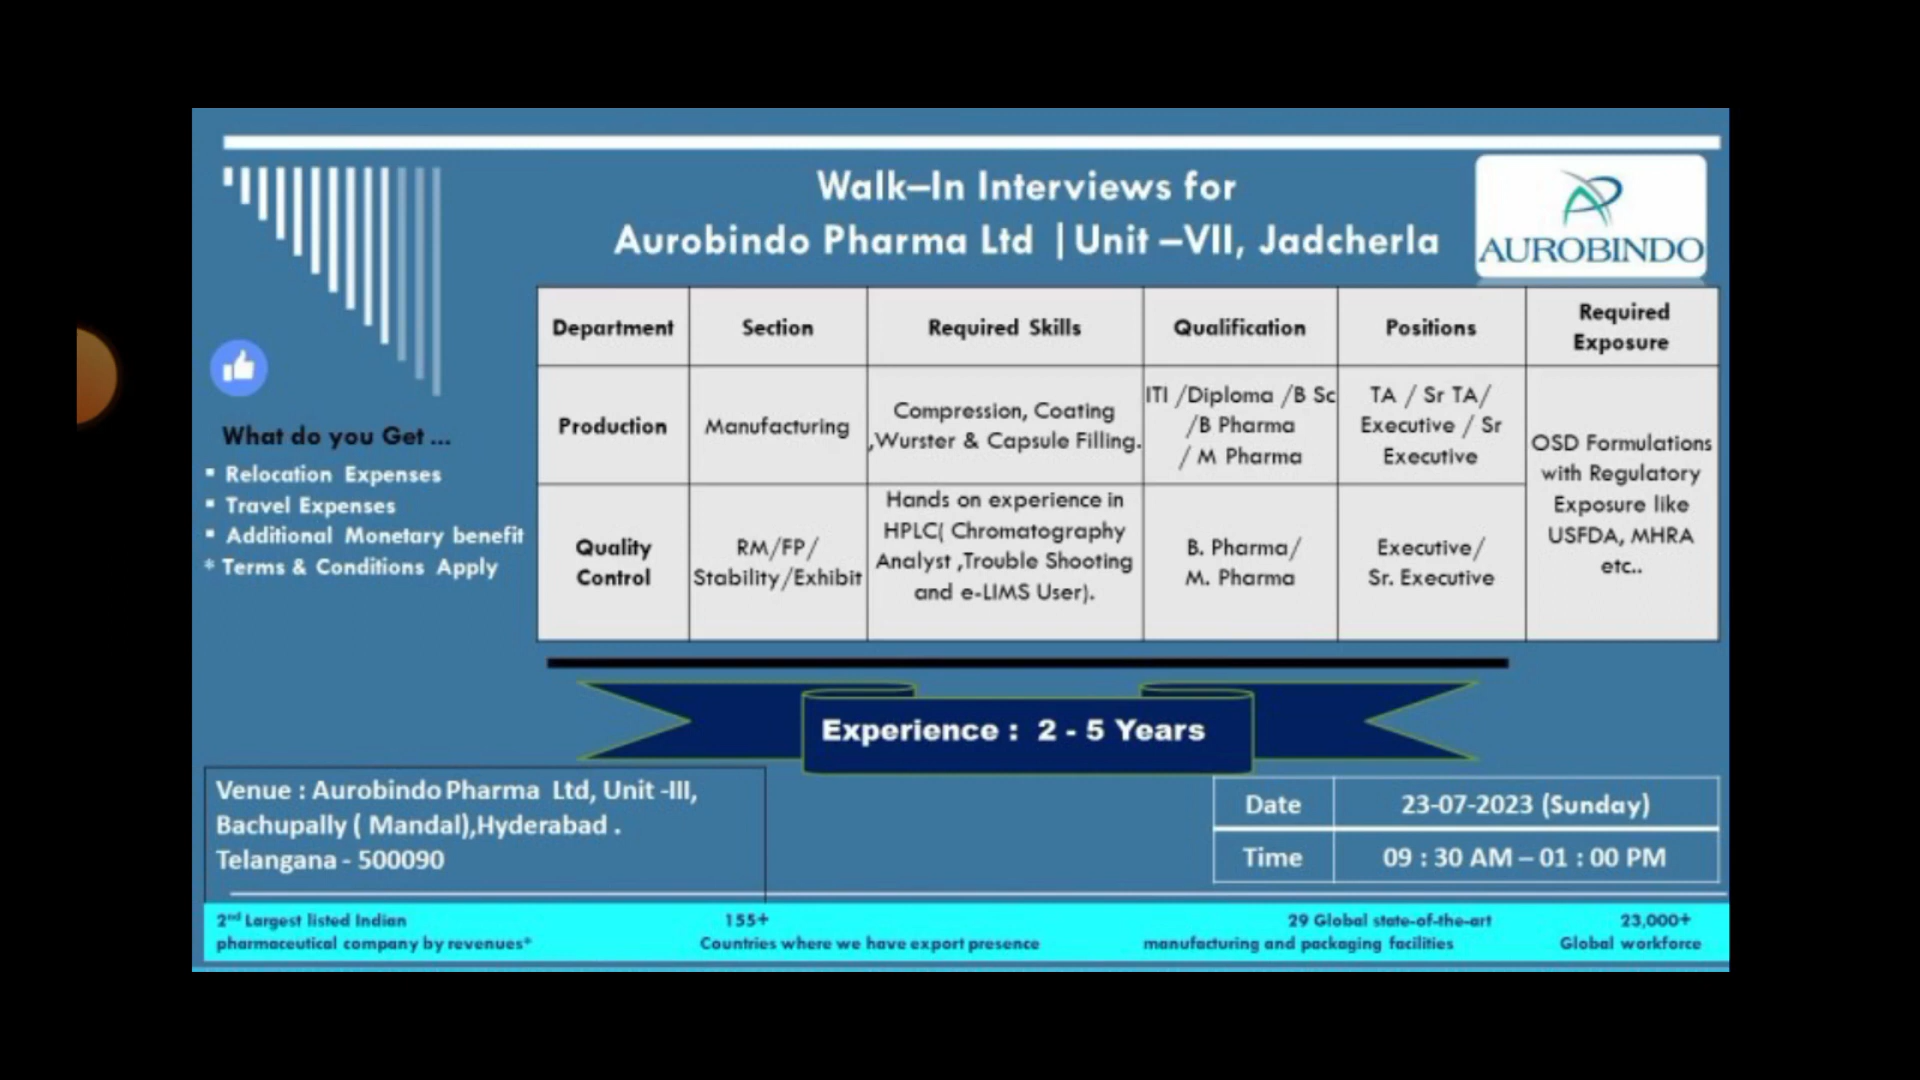 Walk–In Interviews for
Aurobindo Pharma Ltd | Unit –VII, Jadcherla
AUROBINDO
What do you Get ...
▪ Relocation Expenses
▪ Travel Expenses
▪ Additional Monetary benefit
* Terms & Conditions Apply
Department
Section
Required Skills
Qualification
Positions
Required
Exposure
Production
Manufacturing
Compression, Coating
,Wurster & Capsule Filling.
ITI /Diploma /B Sc
/B Pharma
/ M Pharma
TA / Sr TA/
Executive / Sr
Executive
OSD Formulations
with Regulatory
Exposure like
USFDA, MHRA
etc..
Quality
Control
RM/FP/
Stability/Exhibit
Hands on experience in
HPLC( Chromatography
Analyst ,Trouble Shooting
and e-LIMS User).
B. Pharma/
M. Pharma
Executive/
Sr. Executive
Experience : 2 - 5 Years
Venue : Aurobindo Pharma Ltd, Unit -III,
Bachupally ( Mandal),Hyderabad .
Telangana - 500090
Date
23-07-2023 (Sunday)
Time
09 : 30 AM – 01 : 00 PM
2nd Largest listed Indian
pharmaceutical company by revenues*
155+
Countries where we have export presence
29 Global state-of-the-art
manufacturing and packaging facilities
23,000+
Global workforce